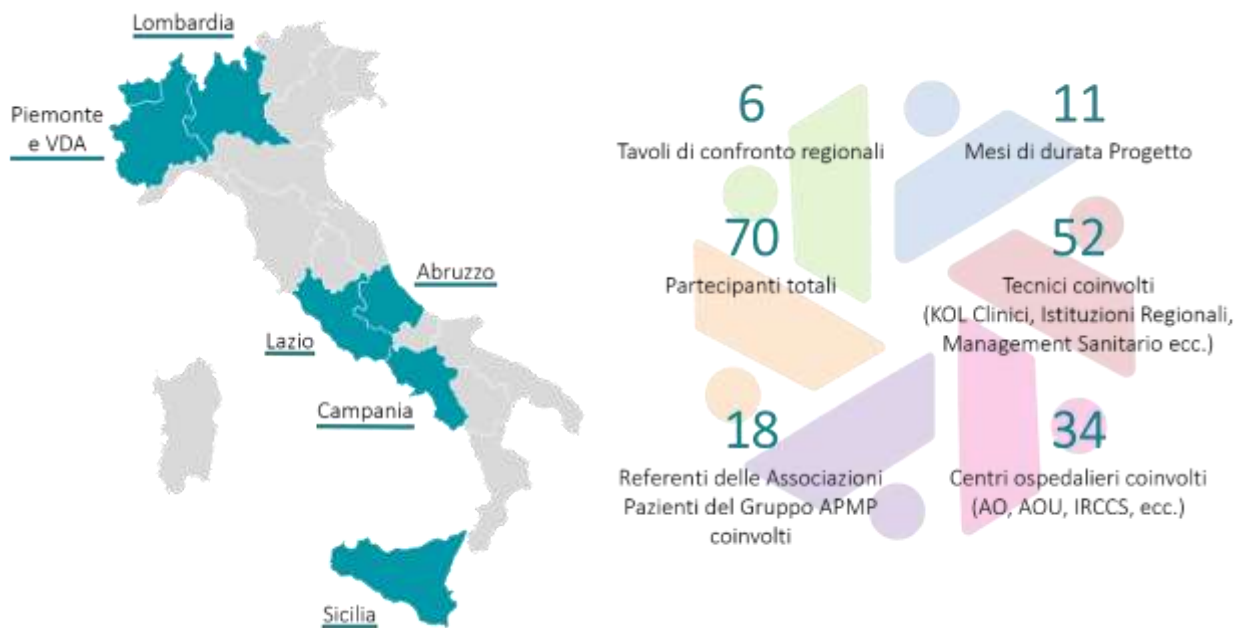 Lombardia
Piemonte
e VDA
Abruzzo
Lazio
Campania
Sicilia
6
Tavoli di confronto regionali
11
Mesi di durata Progetto
70
Partecipanti totali
52
Tecnici coinvolti
(KOL Clinici, Istituzioni Regionali,
Management Sanitario ecc.)
18
Referenti delle Associazioni
Pazienti del Gruppo APMP
coinvolti
34
Centri ospedalieri coinvolti
(AO, AOU, IRCCS, ecc.)